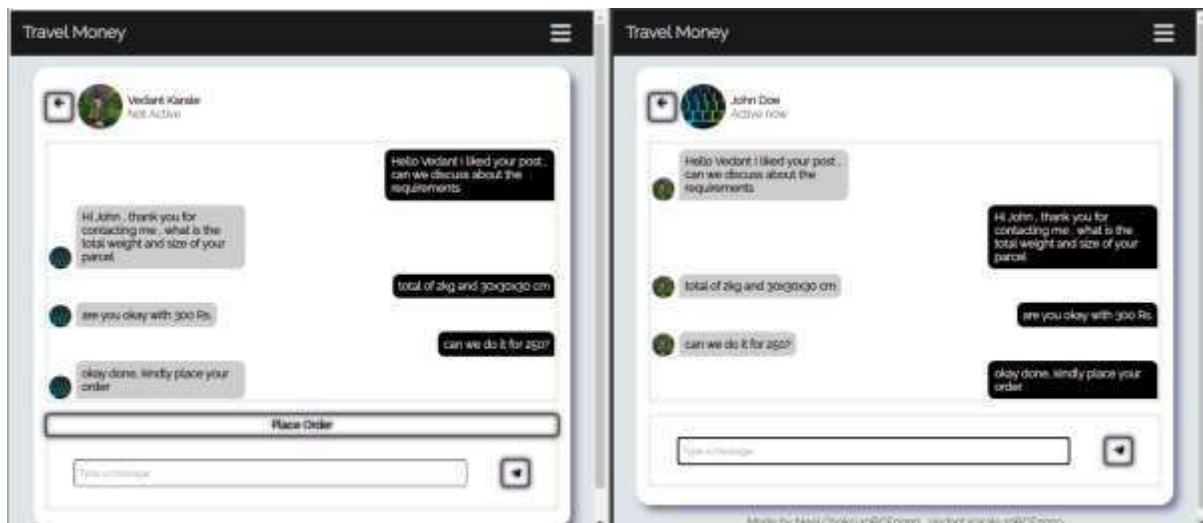 Travel Money
Vedant Karale
Not Active
Hello Vedant I liked your post ,
can we discuss about the
requirements
Hi John , thank you for
contacting me , what is the
total weight and size of your
parcel
total of 2kg and 30x30x30 cm
are you okay with 300 Rs.
can we do it for 250?
okay done, kindly place your
order
Place Order
Type a message
Travel Money
John Doe
Active now
Hello Vedant I liked your post ,
can we discuss about the
requirements
Hi John , thank you for
contacting me , what is the
total weight and size of your
parcel
total of 2kg and 30x30x30 cm
are you okay with 300 Rs.
can we do it for 250?
okay done, kindly place your
order
Type a message
Made by